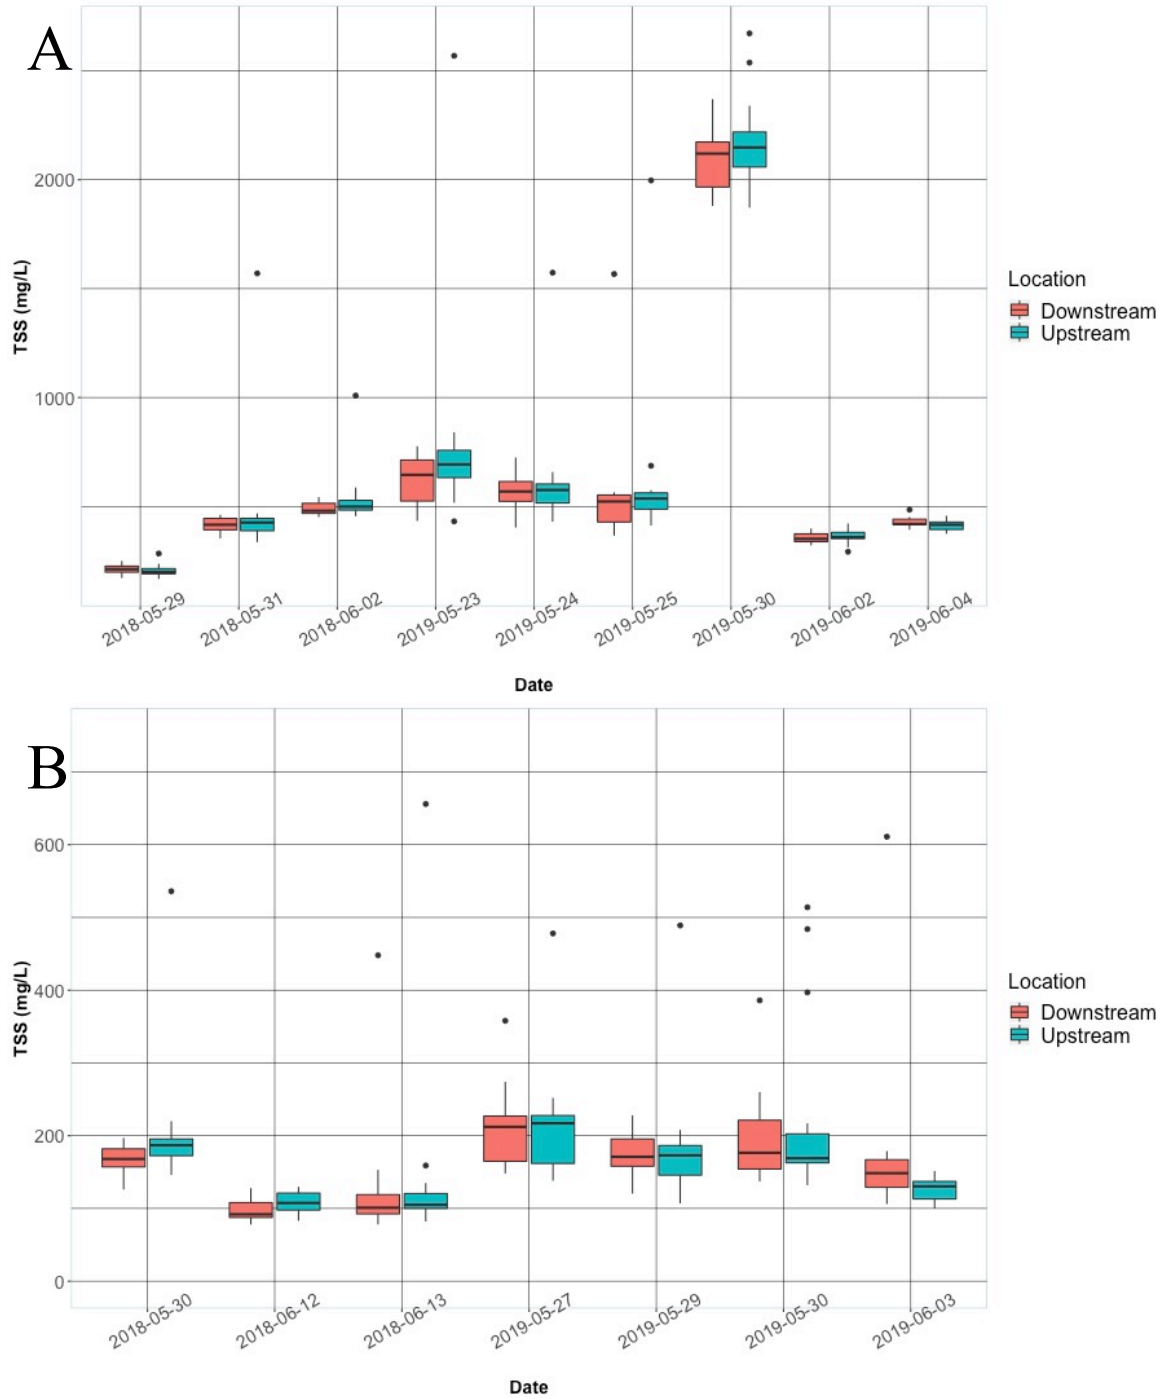 A
2000
1000
TSS (mg/L)
2018-05-29
2018-05-31
2018-06-02
2019-05-23
2019-05-24
2019-05-25
2019-05-30
2019-06-02
2019-06-04
Date
Location
Downstream
Upstream
B
600
400
200
0
TSS (mg/L)
2018-05-30
2018-06-12
2018-06-13
2019-05-27
2019-05-29
2019-05-30
2019-06-03
Date
Location
Downstream
Upstream